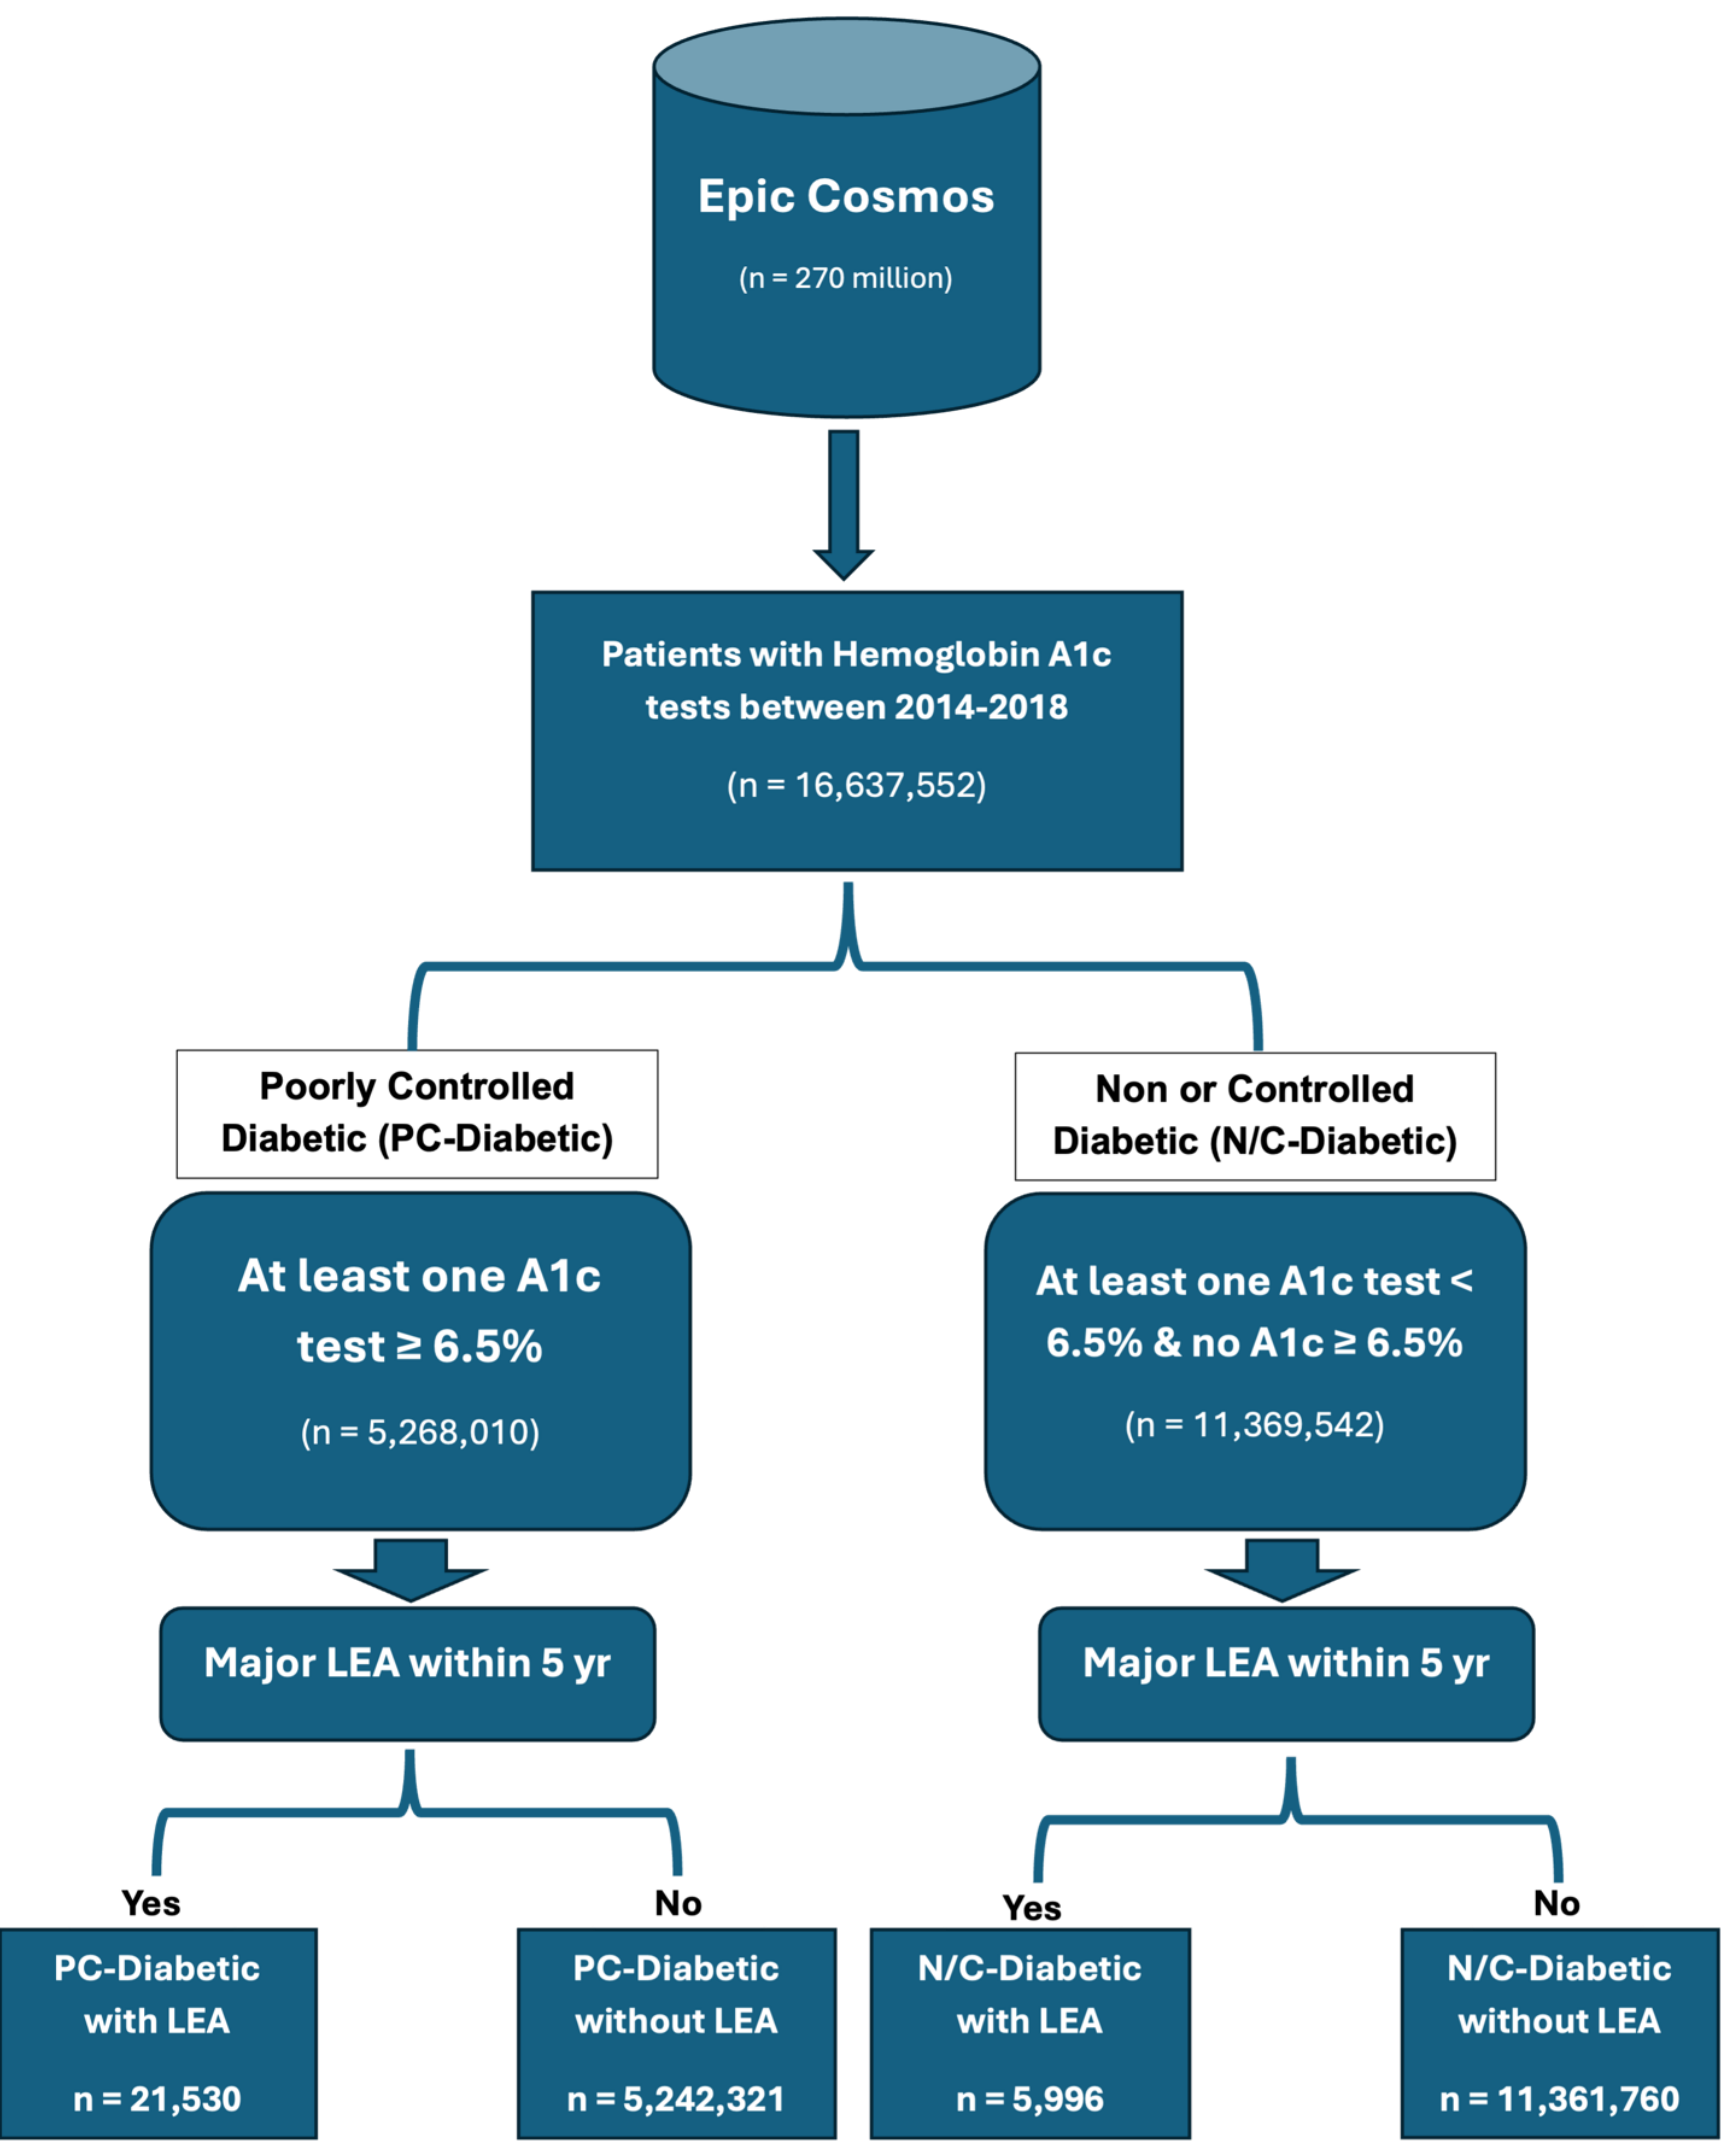 Epic Cosmos
(n = 270 million)
Patients with Hemoglobin A1c
tests between 2014-2018
(n = 16,637,552)
Poorly Controlled
Diabetic (PC-Diabetic)
At least one A1c
test ≥ 6.5%
(n = 5,268,010)
Major LEA within 5 yr
Yes
PC-Diabetic
with LEA
n = 21,530
No
PC-Diabetic
without LEA
n = 5,242,321
Non or Controlled
Diabetic (N/C-Diabetic)
At least one A1c test <
6.5% & no A1c ≥ 6.5%
(n = 11,369,542)
Major LEA within 5 yr
Yes
N/C-Diabetic
with LEA
n = 5,996
No
N/C-Diabetic
without LEA
n = 11,361,760